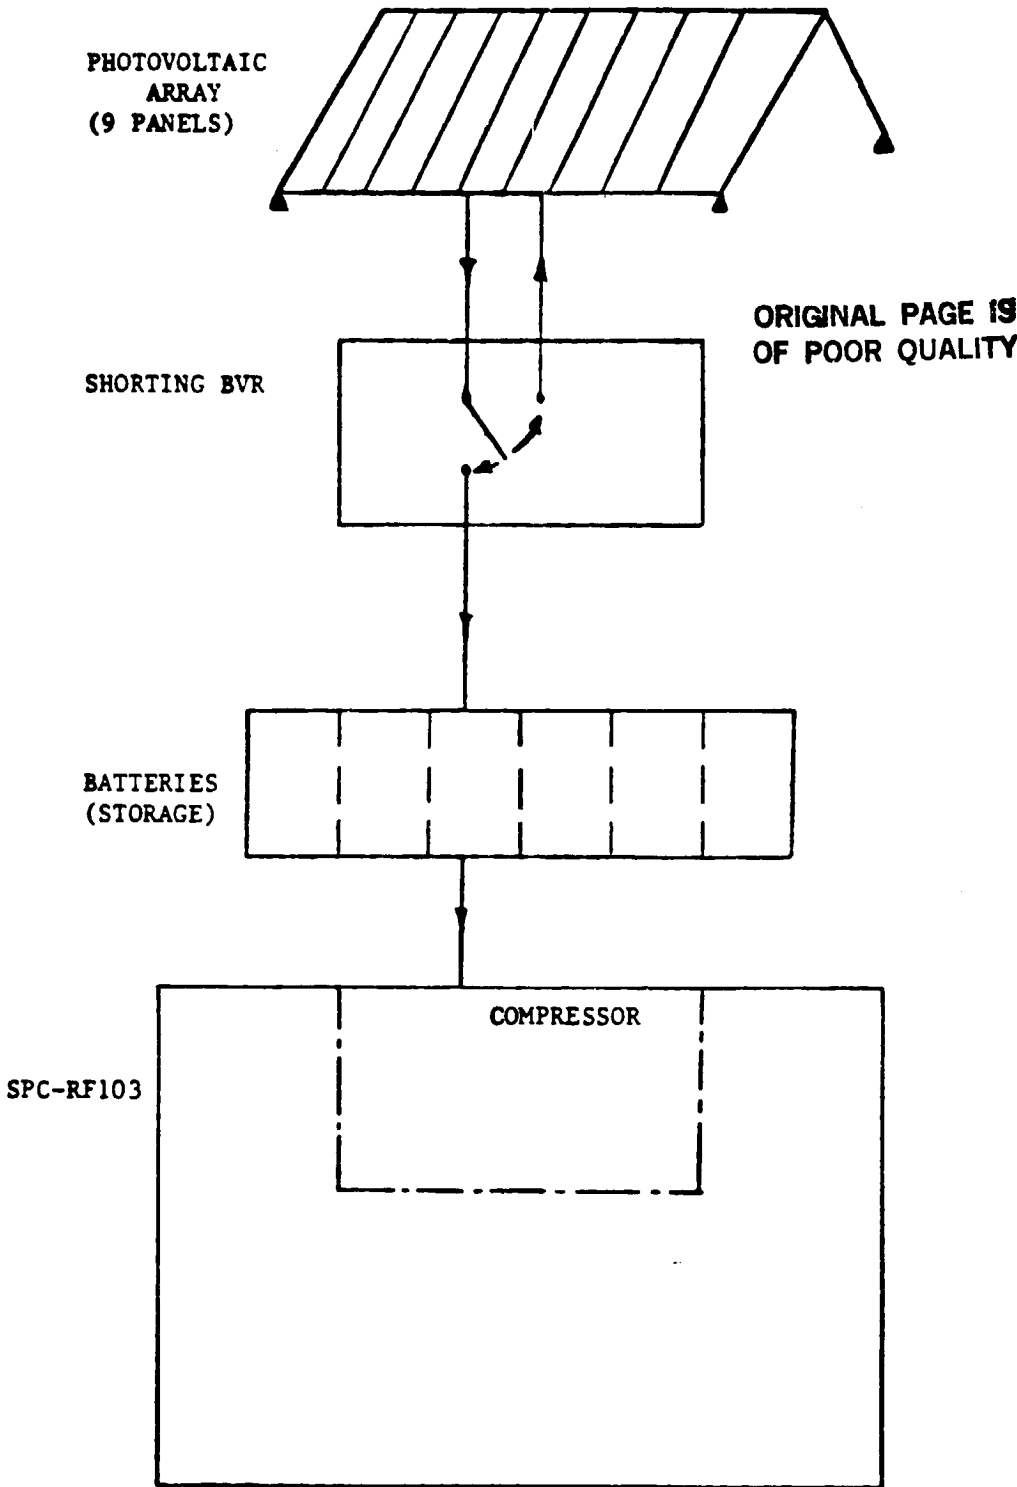 PHOTOVOLTAIC
ARRAY
(9 PANELS)
ORIGINAL PAGE IS
OF POOR QUALITY
SHORTING BVR
BATTERIES
(STORAGE)
COMPRESSOR
SPC-RF103